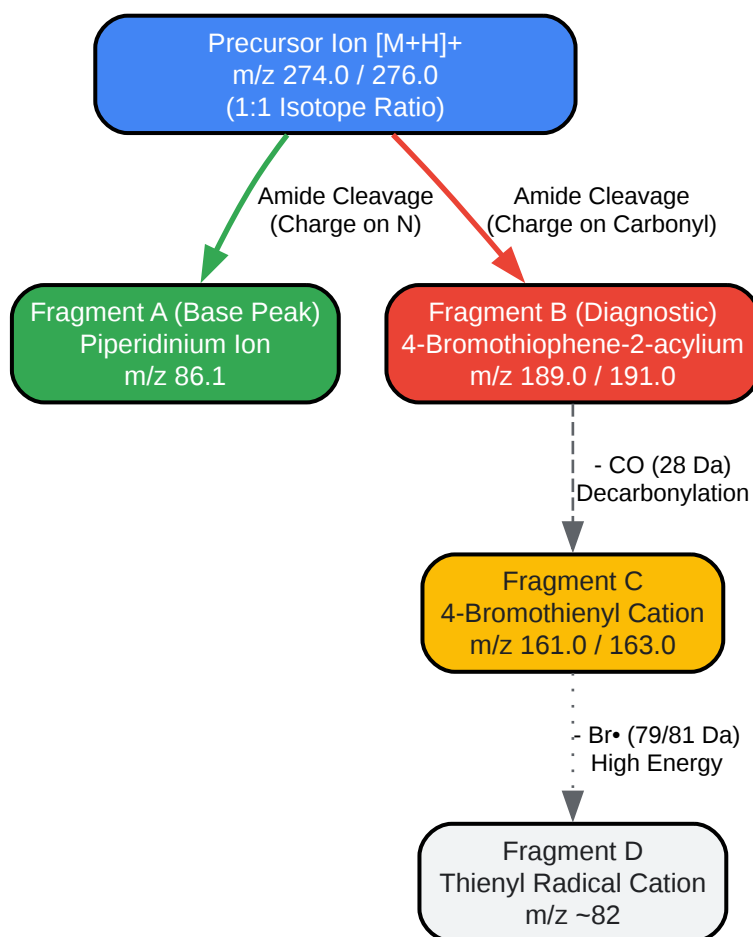 Precursor Ion [M+H]+
m/z 274.0 / 276.0
(1:1 Isotope Ratio)
Amide Cleavage
(Charge on N)
Amide Cleavage
(Charge on Carbonyl)
Fragment A (Base Peak)
Piperidinium Ion
m/z 86.1
Fragment B (Diagnostic)
4-Bromothiophene-2-acylium
m/z 189.0 / 191.0
- CO (28 Da)
Decarbonylation
Fragment C
4-Bromothienyl Cation
m/z 161.0 / 163.0
- Br• (79/81 Da)
High Energy
Fragment D
Thienyl Radical Cation
m/z ~82